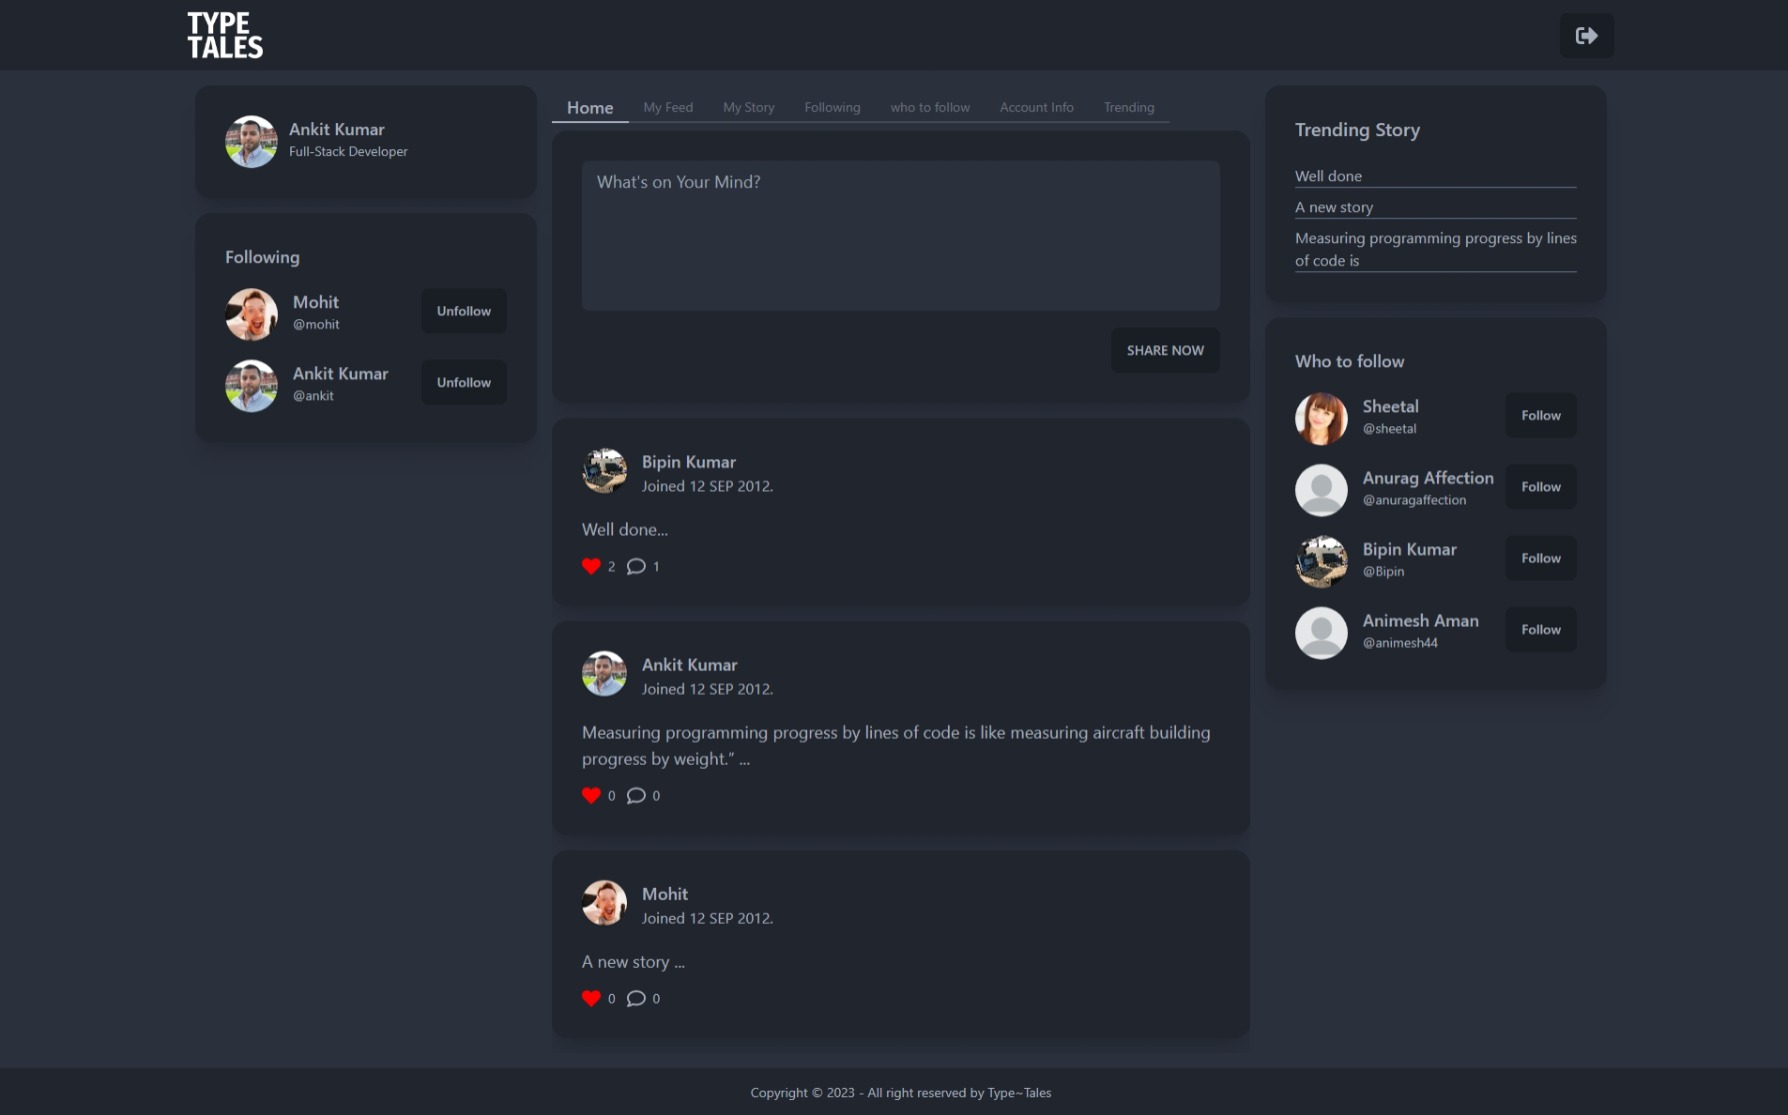 TYPE
TALES
Ankit Kumar
Full-Stack Developer
Following
Mohit
@mohit
Unfollow
Ankit Kumar
@ankit
Unfollow
Home My Feed My Story Following who to follow Account Info Trending
What's on Your Mind?
SHARE NOW
Bipin Kumar
Joined 12 SEP 2012.
Well done...
2 1
Ankit Kumar
Joined 12 SEP 2012.
Measuring programming progress by lines of code is like measuring aircraft building
progress by weight.” ...
0 0
Mohit
Joined 12 SEP 2012.
A new story ...
0 0
Trending Story
Well done
A new story
Measuring programming progress by lines
of code is
Who to follow
Sheetal
@sheetal
Follow
Anurag Affection
@anuragaffection
Follow
Bipin Kumar
@Bipin
Follow
Animesh Aman
@animesh44
Follow
Copyright © 2023 - All right reserved by Type~Tales